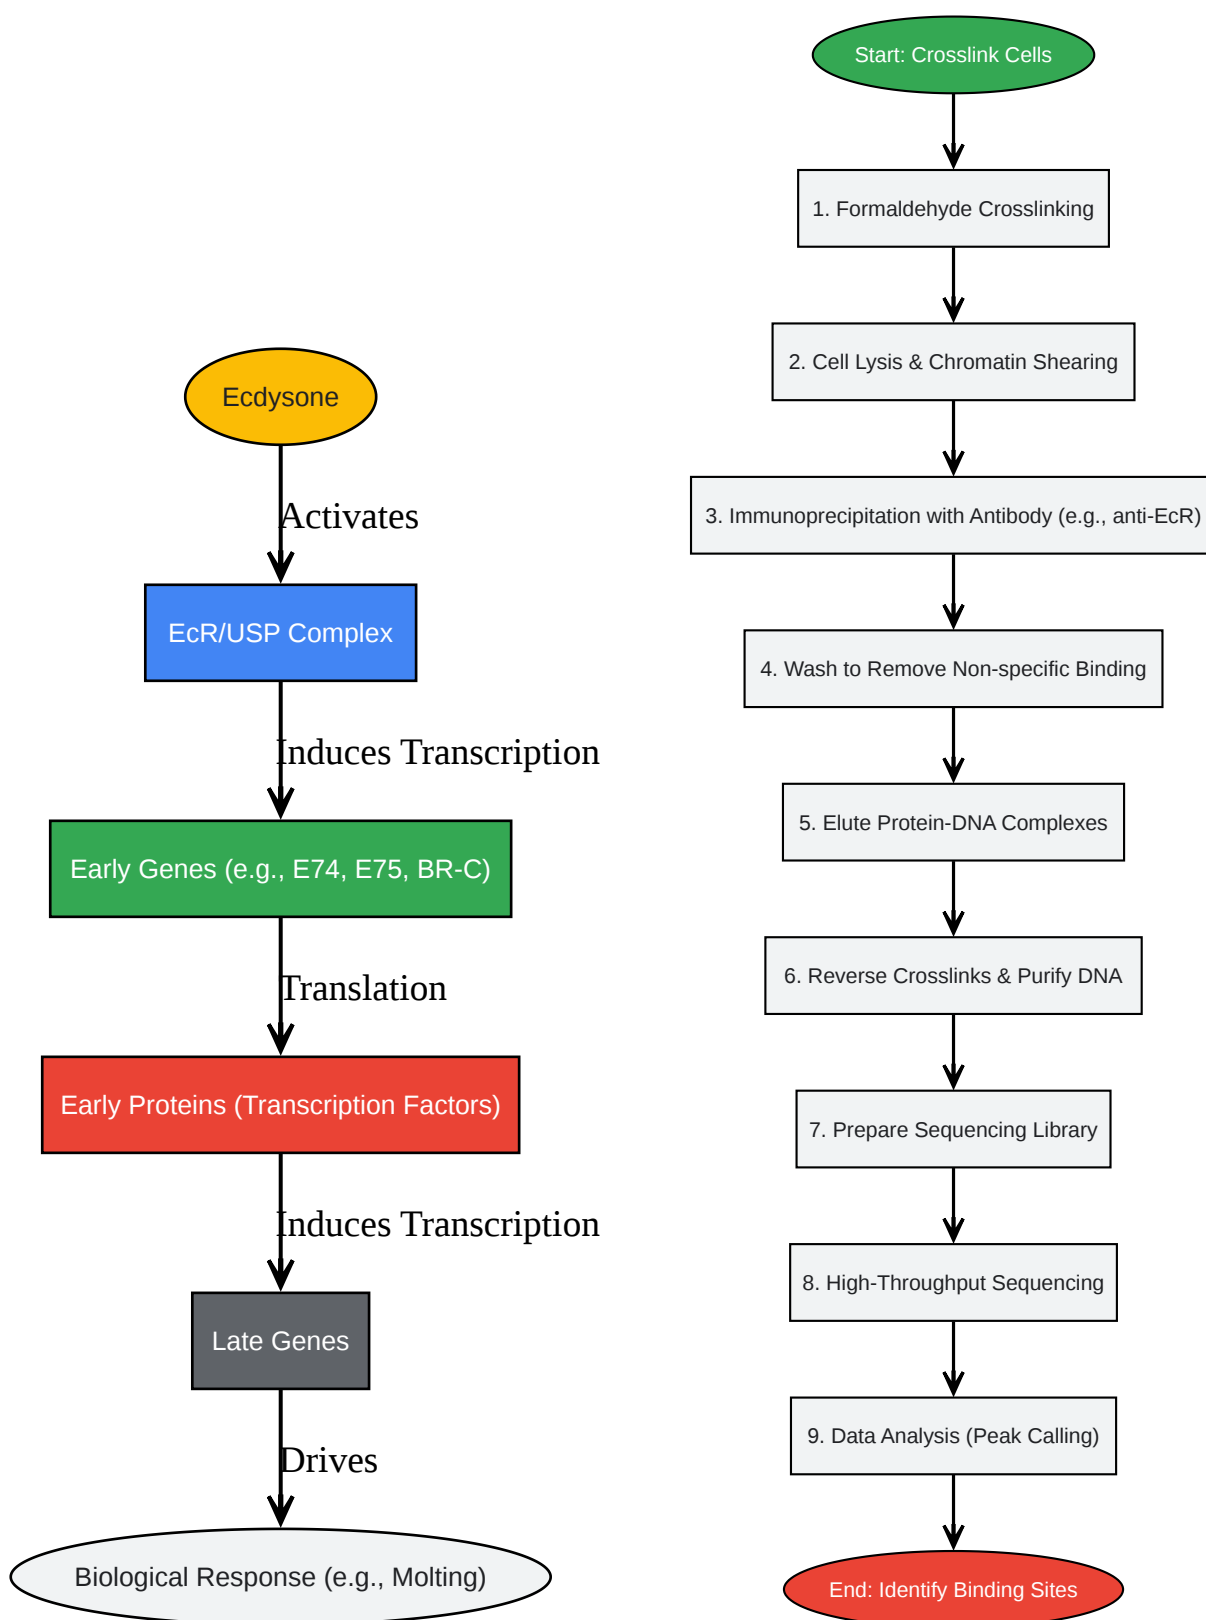 Ecdysone
Activates
EcR/USP Complex
Induces Transcription
Early Genes (e.g., E74, E75, BR-C)
Translation
Early Proteins (Transcription Factors)
Induces Transcription
Late Genes
Drives
Biological Response (e.g., Molting)
Start: Crosslink Cells
1. Formaldehyde Crosslinking
2. Cell Lysis & Chromatin Shearing
3. Immunoprecipitation with Antibody (e.g., anti-EcR)
4. Wash to Remove Non-specific Binding
5. Elute Protein-DNA Complexes
6. Reverse Crosslinks & Purify DNA
7. Prepare Sequencing Library
8. High-Throughput Sequencing
9. Data Analysis (Peak Calling)
End: Identify Binding Sites